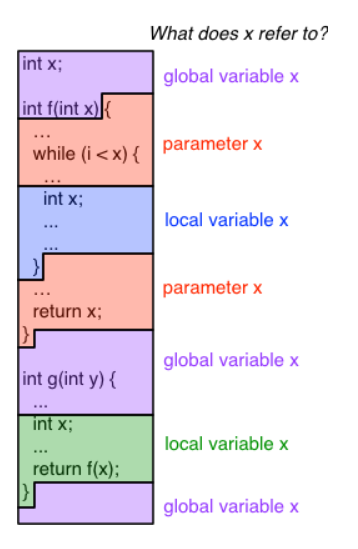 What does x refer to?
int x;
global variable x
int f(int x) {
...
parameter x
while (i < x) {
...
int x;
local variable x
...
...
}
parameter x
...
return x;
}
global variable x
int g(int y) {
...
int x;
local variable x
...
return f(x);
}
global variable x